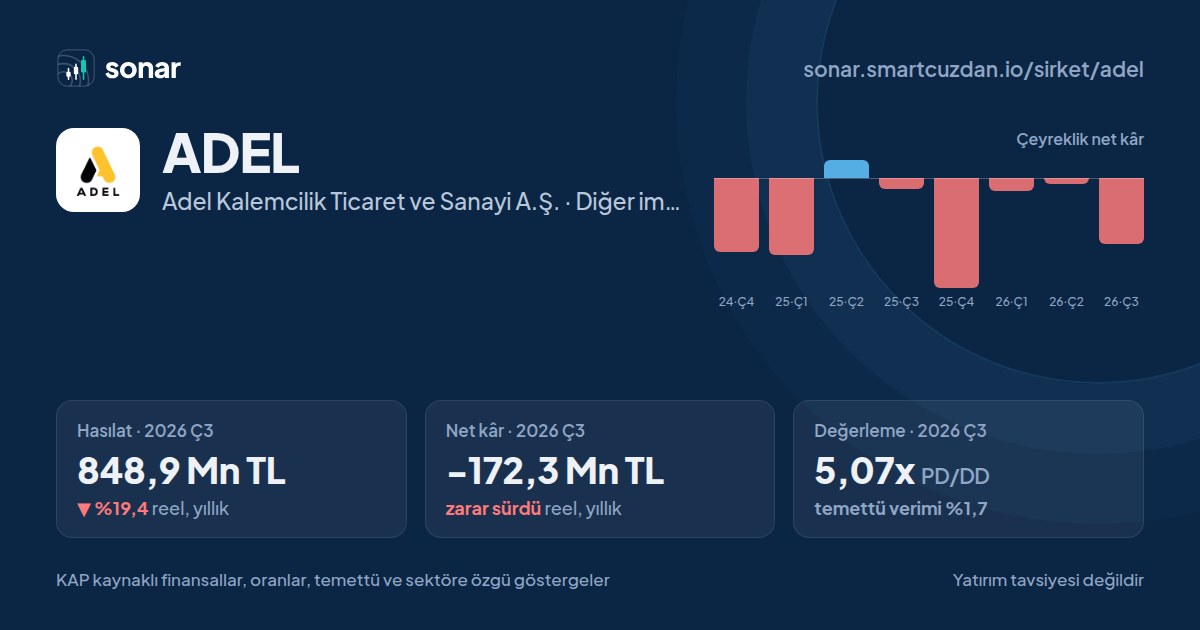 sonar
sonar.smartcuzdan.io/sirket/adel
ADEL
ADEL
Adel Kalemcilik Ticaret ve Sanayi A.Ş. · Diğer im…
Çeyreklik net kâr
24·Ç4 25·Ç1 25·Ç2 25·Ç3 25·Ç4 26·Ç1 26·Ç2 26·Ç3
Hasılat · 2026 Ç3
848,9 Mn TL
▼ %19,4 reel, yıllık
Net kâr · 2026 Ç3
−172,3 Mn TL
zarar sürdü reel, yıllık
Değerleme · 2026 Ç3
5,07x PD/DD
temettü verimi %1,7
KAP kaynaklı finansallar, oranlar, temettü ve sektöre özgü göstergeler
Yatırım tavsiyesi değildir